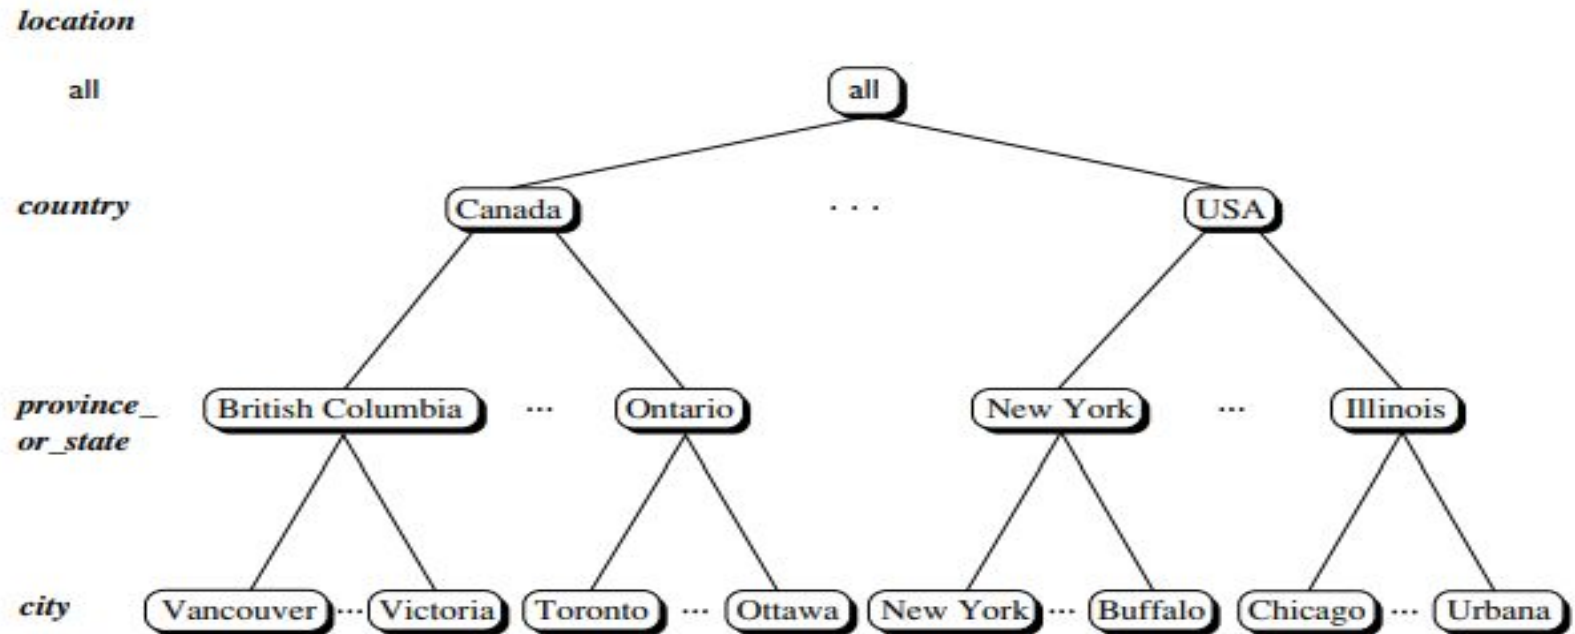 location
all all
country Canada . . . USA
province_ British Columbia ... Ontario New York ... Illinois
or_state
city Vancouver ... Victoria Toronto ... Ottawa New York ... Buffalo Chicago ... Urbana